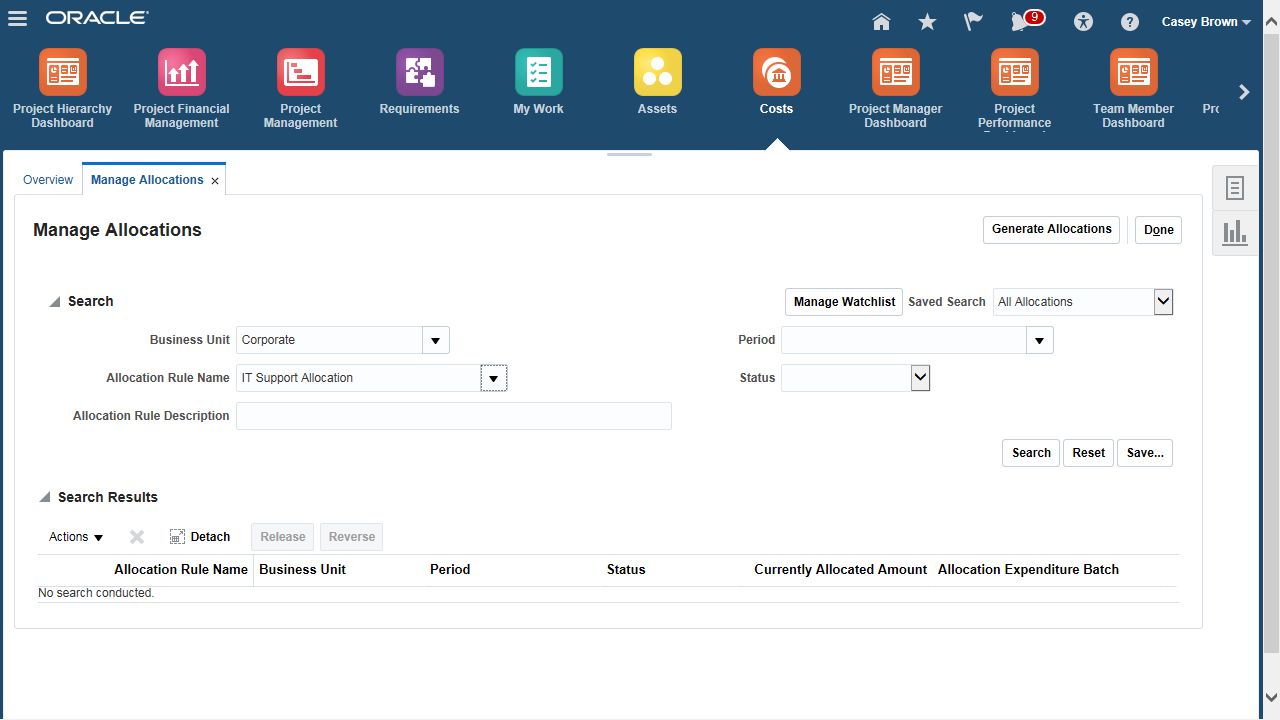 ORACLE®
9
Casey Brown
Project Hierarchy Dashboard
Project Financial Management
Project Management
Requirements
My Work
Assets
Costs
Project Manager Dashboard
Project Performance
Team Member Dashboard
Overview
Manage Allocations
Manage Allocations
Generate Allocations
Done
Search
Manage Watchlist
Saved Search
All Allocations
Business Unit
Corporate
Period
Allocation Rule Name
IT Support Allocation
Status
Allocation Rule Description
Search
Reset
Save...
Search Results
Actions
Detach
Release
Reverse
Allocation Rule Name
Business Unit
Period
Status
Currently Allocated Amount
Allocation Expenditure Batch
No search conducted.